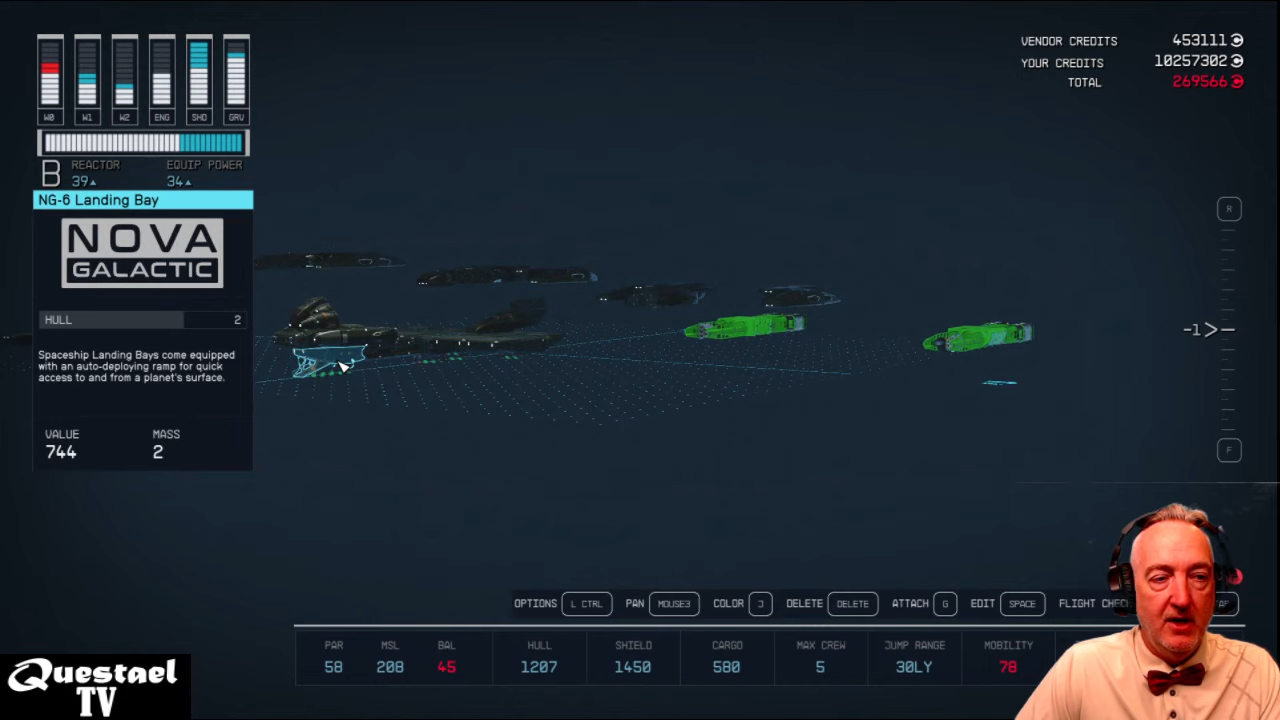 VENDOR CREDITS 453111
YOUR CREDITS 10257302
TOTAL 269566
W0 W1 W2 ENG SHD GRV
B REACTOR 39 EQUIP POWER 34
NG-6 Landing Bay
NOVA
GALACTIC
HULL 2
Spaceship Landing Bays come equipped
with an auto-deploying ramp for quick
access to and from a planet's surface.
VALUE MASS
744 2
R
-1
F
OPTIONS L CTRL PAN MOUSE3 COLOR J DELETE DELETE ATTACH G EDIT SPACE FLIGHT CHEC
PAR MSL BAL HULL SHIELD CARGO MAX CREW JUMP RANGE MOBILITY
58 208 45 1207 1450 580 5 30LY 78
Questael
TV